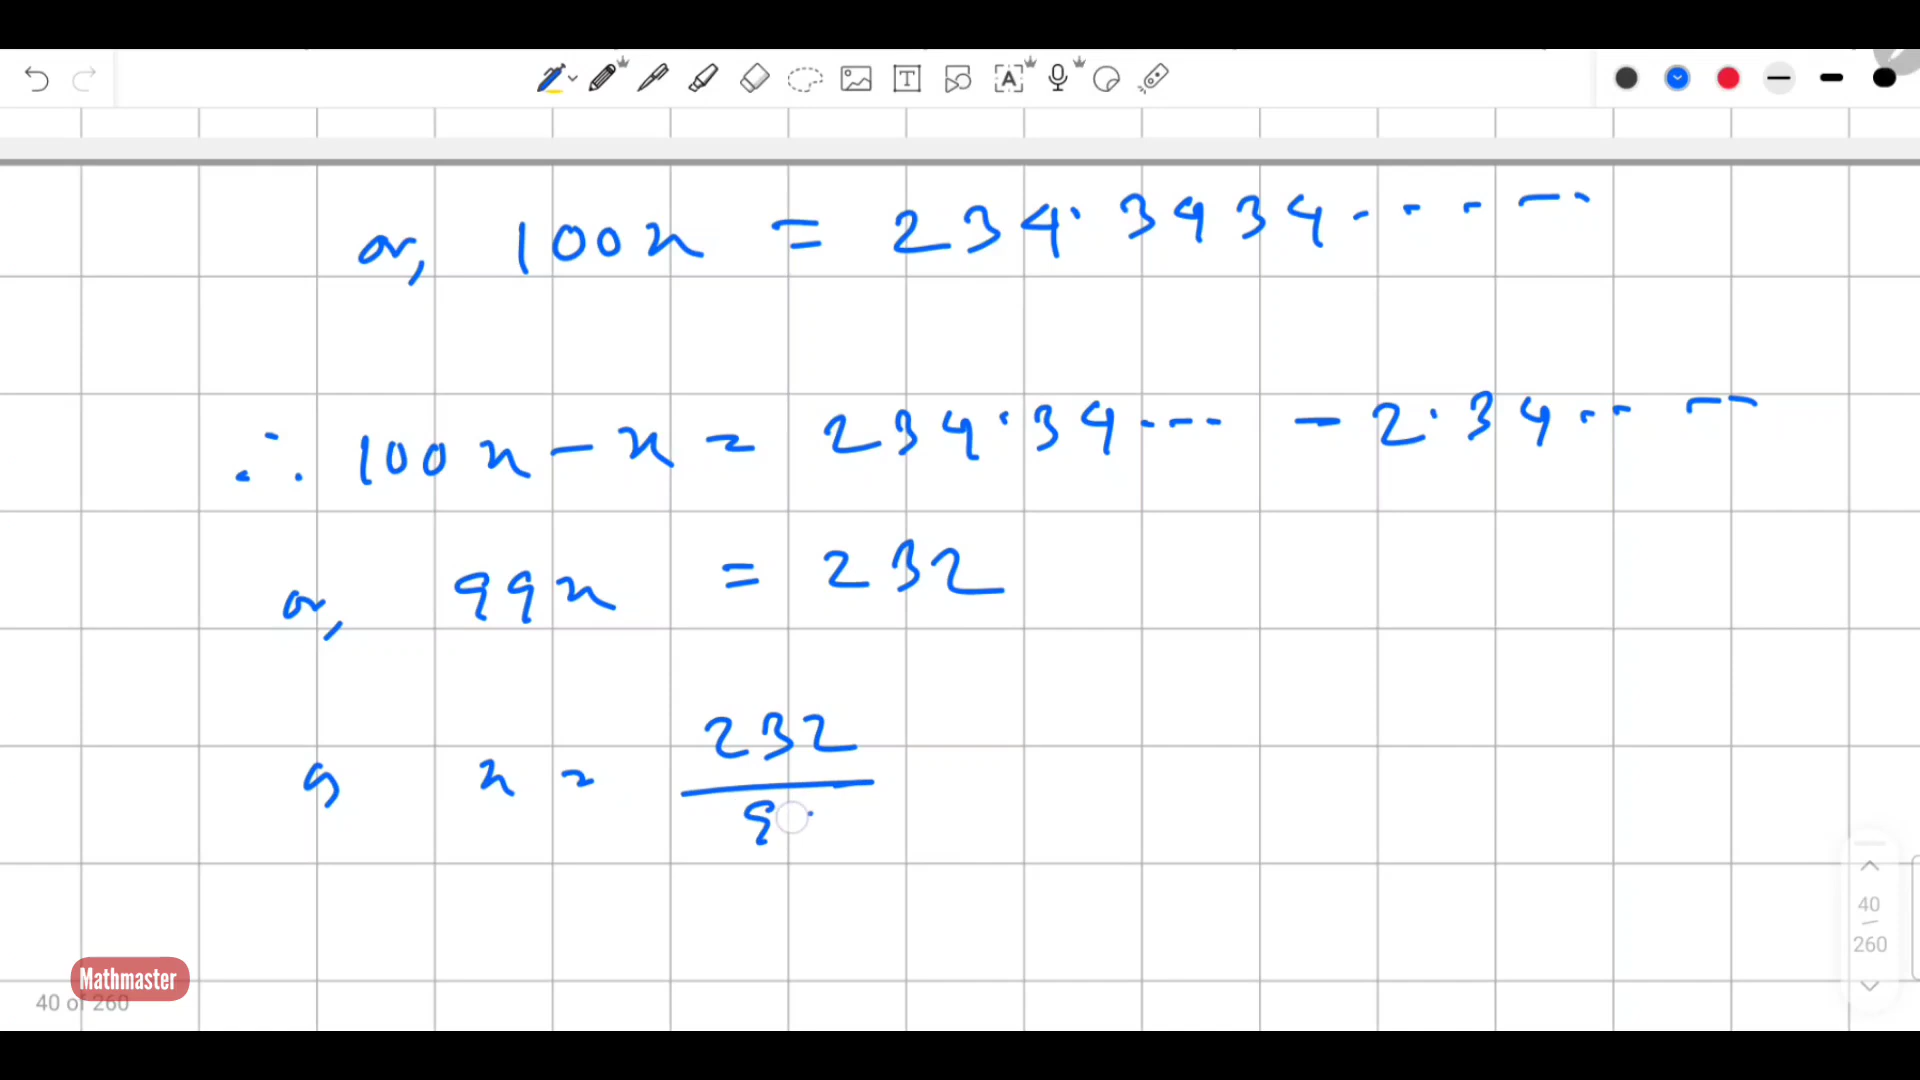 or, 100x = 234.3434.... --
∴ 100x - x = 234.34.... - 2.34.. --
or, 99x = 232
x = 232
9
40
260
Mathmaster
40 of 260